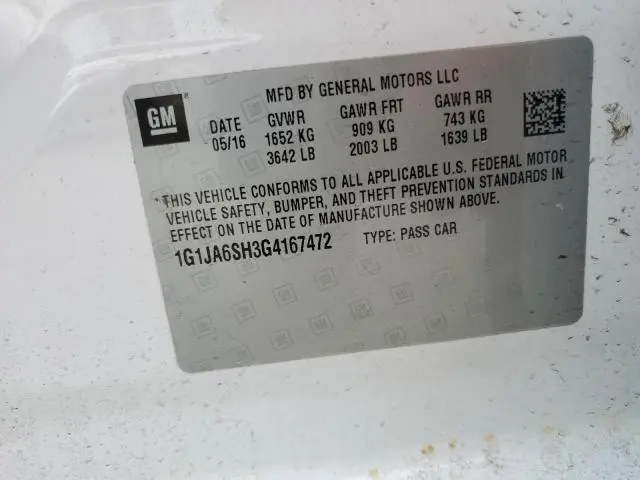 MFD BY GENERAL MOTORS LLC
GM
DATE GVWR GAWR FRT GAWR RR
05/16 1652 KG 909 KG 743 KG
3642 LB 2003 LB 1639 LB
THIS VEHICLE CONFORMS TO ALL APPLICABLE U.S. FEDERAL MOTOR
VEHICLE SAFETY, BUMPER, AND THEFT PREVENTION STANDARDS IN
EFFECT ON THE DATE OF MANUFACTURE SHOWN ABOVE.
1G1JA6SH3G4167472 TYPE: PASS CAR